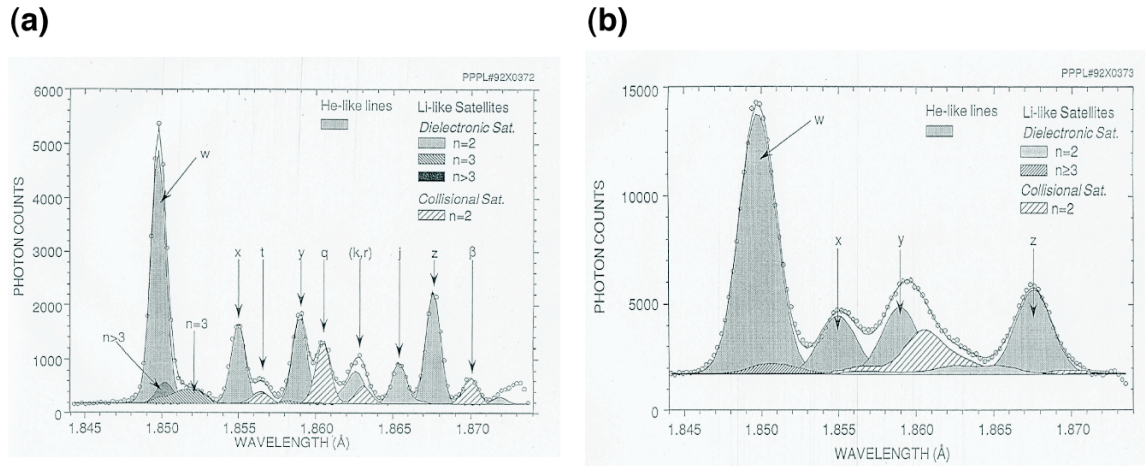 (a)
PPPL#92X0372
6000
5000
4000
3000
2000
1000
0
PHOTON COUNTS
He-like lines
Li-like Satellites
Dielectronic Sat.
n=2
n=3
n>3
Collisional Sat.
n=2
w
x
t
y
q
(k,r)
j
z
β
n>3
n=3
1.845
1.850
1.855
1.860
1.865
1.870
WAVELENGTH (Å)
(b)
PPPL#92X0373
15000
10000
5000
0
PHOTON COUNTS
He-like lines
Li-like Satellites
Dielectronic Sat.
n=2
n≥3
Collisional Sat.
n=2
w
x
y
z
1.845
1.850
1.855
1.860
1.865
1.870
WAVELENGTH (Å)